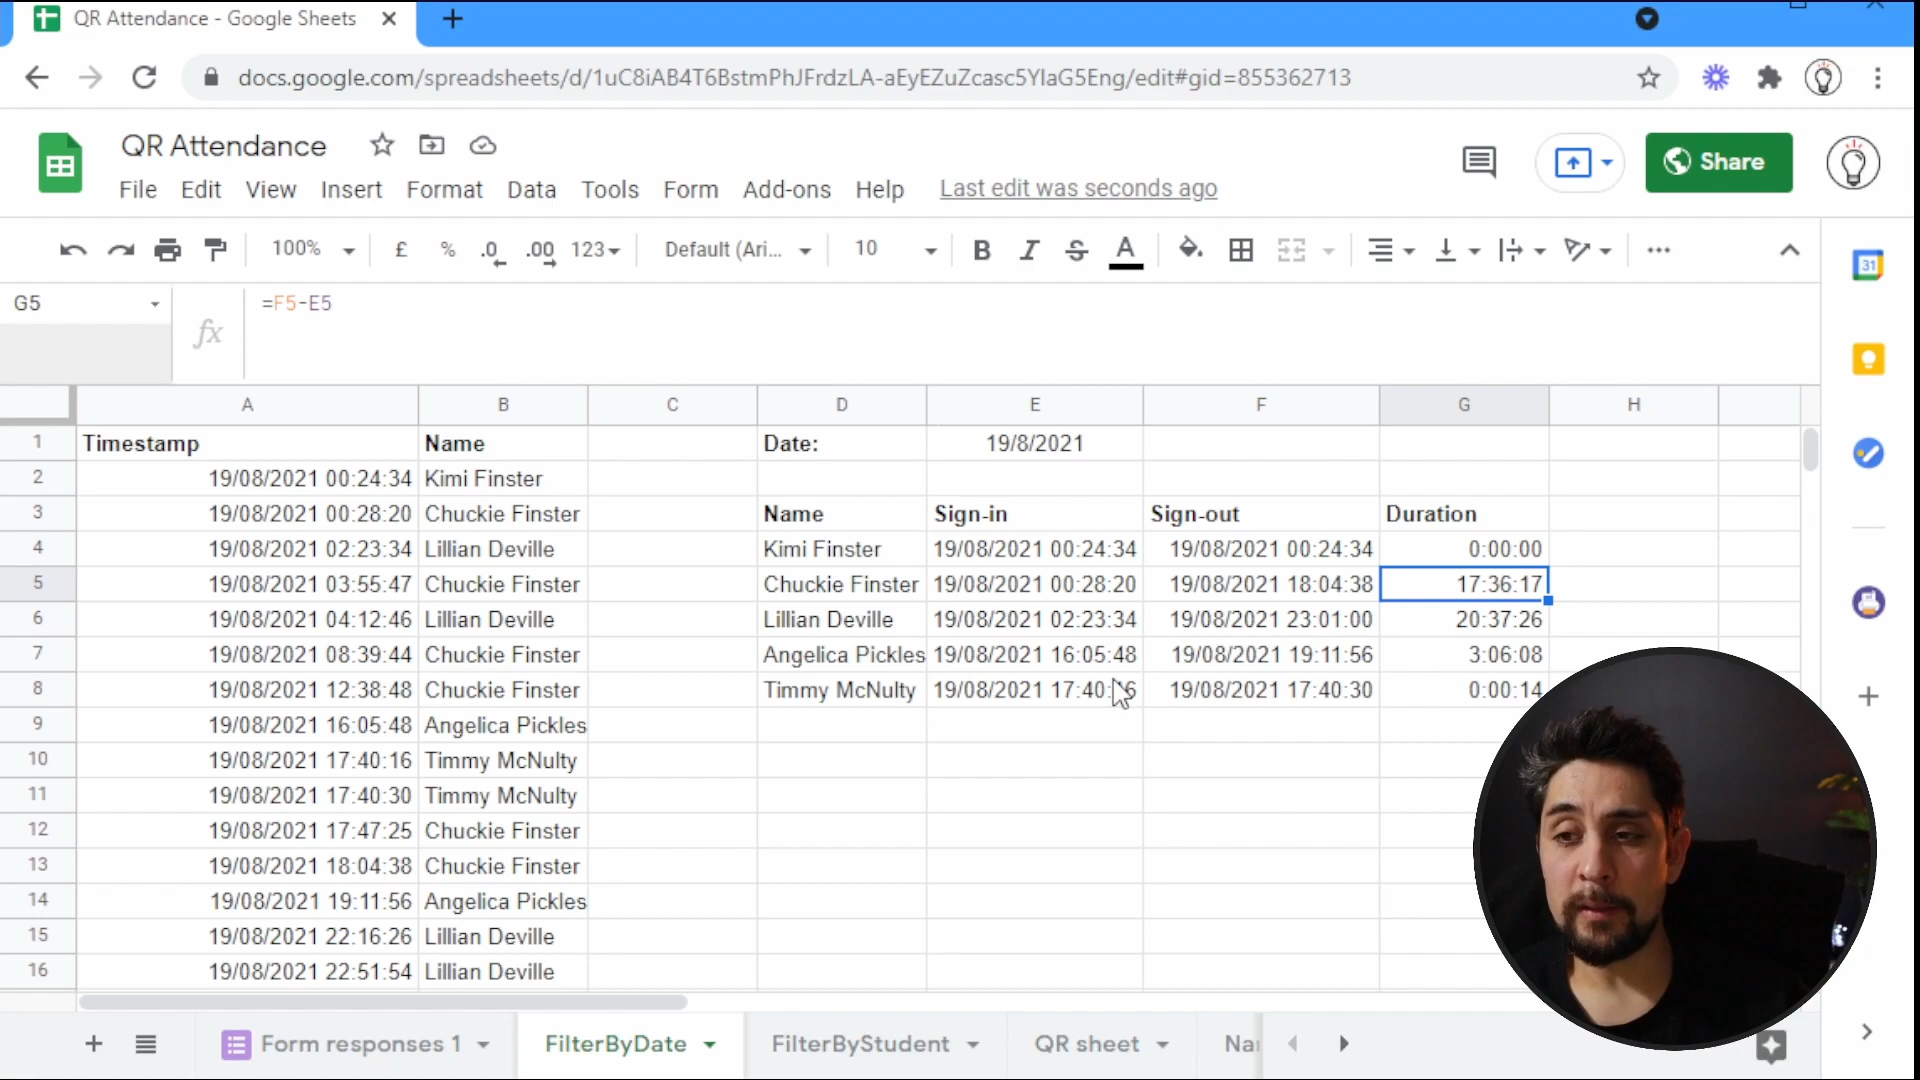 QR Attendance - Google Sheets
docs.google.com/spreadsheets/d/1uC8iAB4T6BstmPhJFrdzLA-aEyEZuZcasc5YlaG5Eng/edit#gid=855362713
QR Attendance
Share
File Edit View Insert Format Data Tools Form Add-ons Help Last edit was seconds ago
100% £ % .0 .00 123 Default (Ari... 10 B I S A
31
G5 fx =F5-E5
A B C D E F G H
1 Timestamp Name Date: 19/8/2021
2 19/08/2021 00:24:34 Kimi Finster
3 19/08/2021 00:28:20 Chuckie Finster Name Sign-in Sign-out Duration
4 19/08/2021 02:23:34 Lillian Deville Kimi Finster 19/08/2021 00:24:34 19/08/2021 00:24:34 0:00:00
5 19/08/2021 03:55:47 Chuckie Finster Chuckie Finster 19/08/2021 00:28:20 19/08/2021 18:04:38 17:36:17
6 19/08/2021 04:12:46 Lillian Deville Lillian Deville 19/08/2021 02:23:34 19/08/2021 23:01:00 20:37:26
7 19/08/2021 08:39:44 Chuckie Finster Angelica Pickles 19/08/2021 16:05:48 19/08/2021 19:11:56 3:06:08
8 19/08/2021 12:38:48 Chuckie Finster Timmy McNulty 19/08/2021 19/08/2021 17:40:30 0:00:14
9 19/08/2021 16:05:48 Angelica Pickles
10 19/08/2021 17:40:16 Timmy McNulty
11 19/08/2021 17:40:30 Timmy McNulty
12 19/08/2021 17:47:25 Chuckie Finster
13 19/08/2021 18:04:38 Chuckie Finster
14 19/08/2021 19:11:56 Angelica Pickles
15 19/08/2021 22:16:26 Lillian Deville
16 19/08/2021 22:51:54 Lillian Deville
Form responses 1 FilterByDate FilterByStudent QR sheet